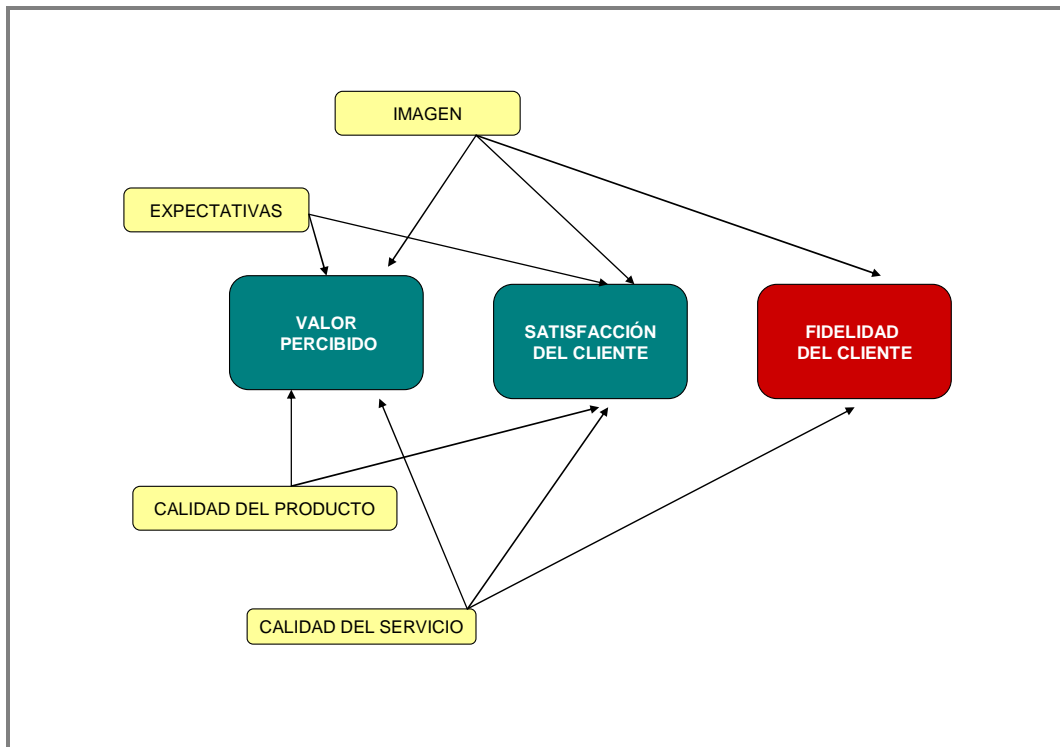 IMAGEN
EXPECTATIVAS
VALOR
PERCIBIDO
SATISFACCIÓN
DEL CLIENTE
FIDELIDAD
DEL CLIENTE
CALIDAD DEL PRODUCTO
CALIDAD DEL SERVICIO